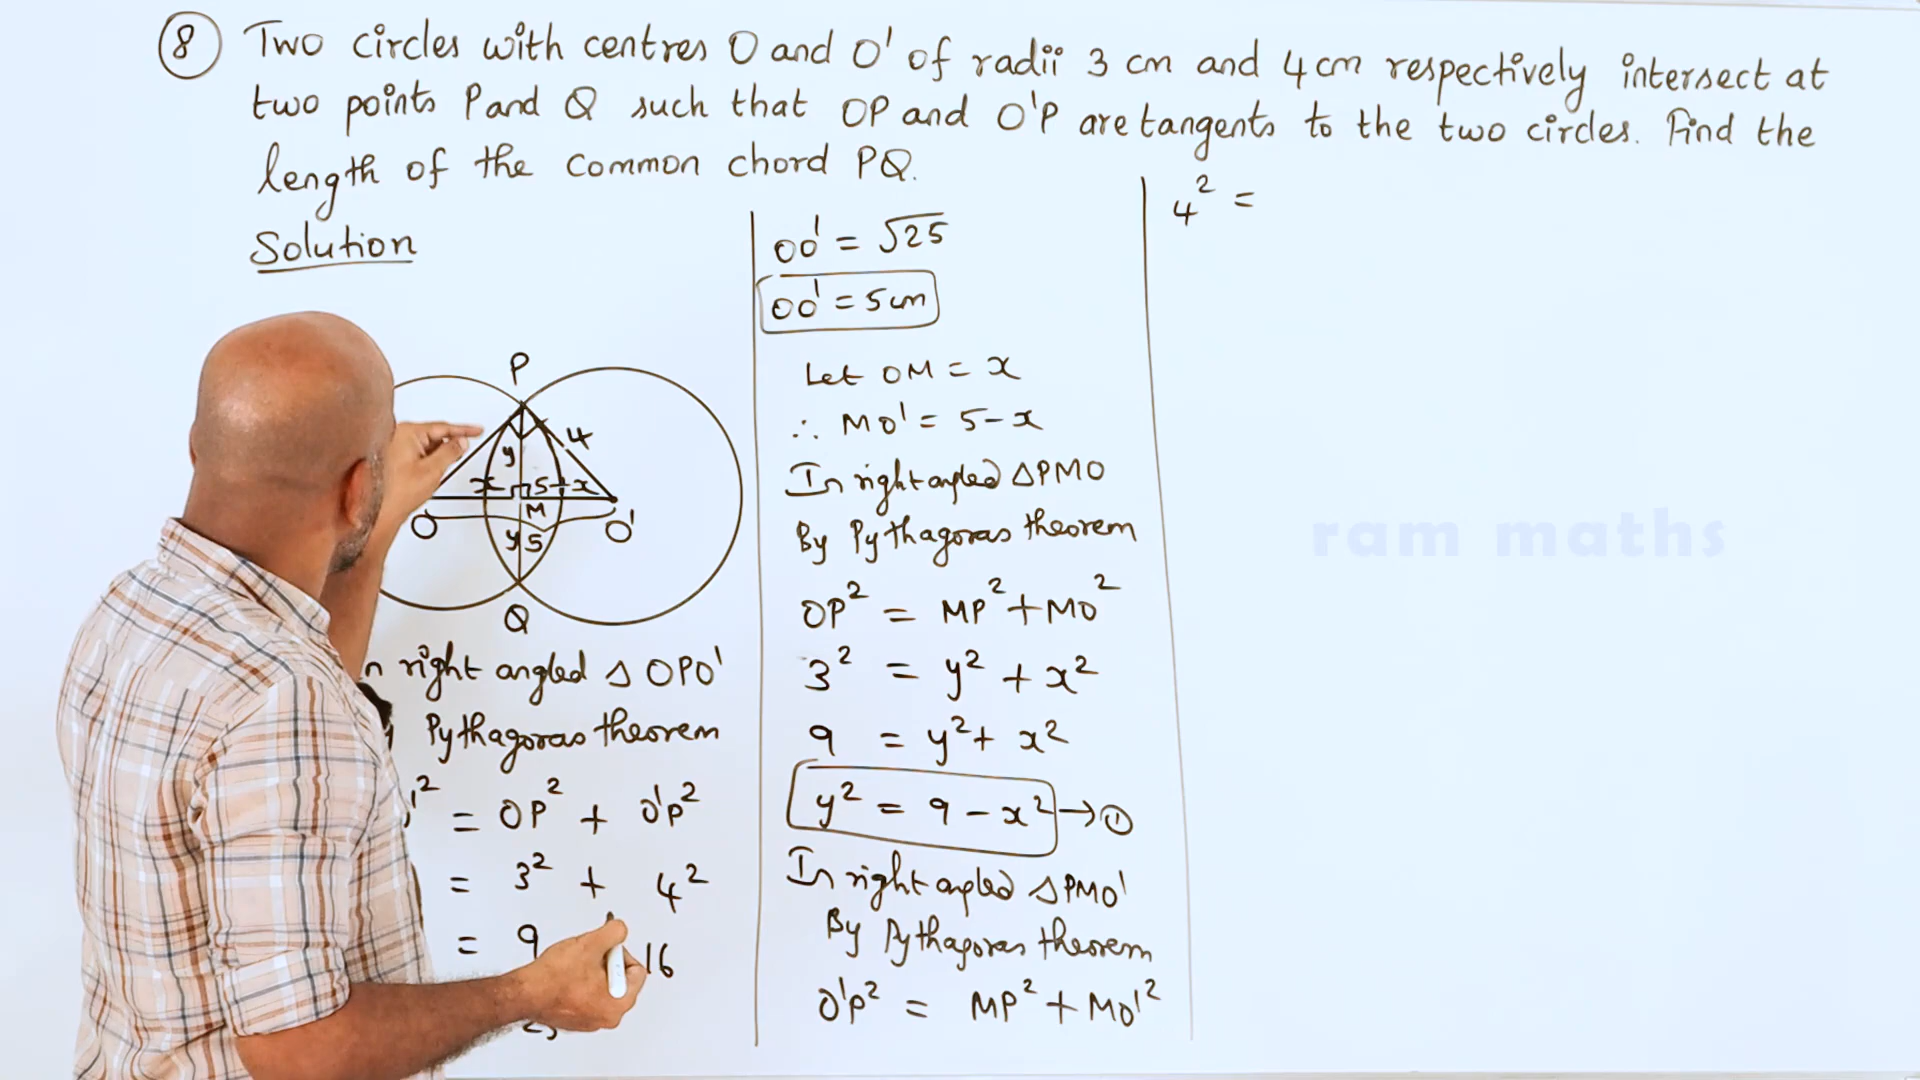 8 Two circles with centres O and O' of radii 3 cm and 4 cm respectively intersect at
two points P and Q such that OP and O'P are tangents to the two circles. Find the
length of the common chord PQ.
Solution
P
4
y
x 5-x
M
O O'
y 5
Q
n right angled Δ OPO'
Pythagoras theorem
'² = OP² + O'P²
= 3² + 4²
= 9 16
OO' = √25
OO' = 5cm
Let OM = x
∴ MO' = 5-x
In right angled ΔPMO
By Pythagoras theorem
OP² = MP² + MO²
3² = y² + x²
9 = y² + x²
y² = 9 - x² → ①
In right angled ΔPMO'
By Pythagoras theorem
O'P² = MP² + MO'²
4² =
ram maths